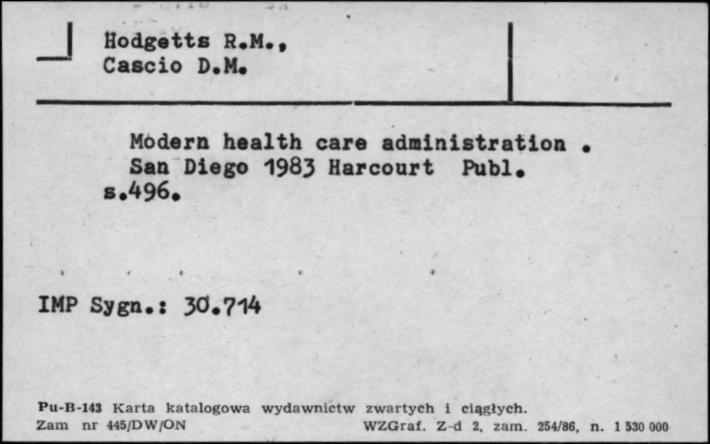 Hodgetts R.M.,
Cascio D.M.
Modern health care administration .
San Diego 1983 Harcourt Publ.
s.496.
IMP Sygn.: 30.714
Pu-B-143 Karta katalogowa wydawnictw zwartych i ciągłych.
Zam nr 445/DW/ON WZGraf. Z-d 2, zam. 254/86, n. 1 530 000